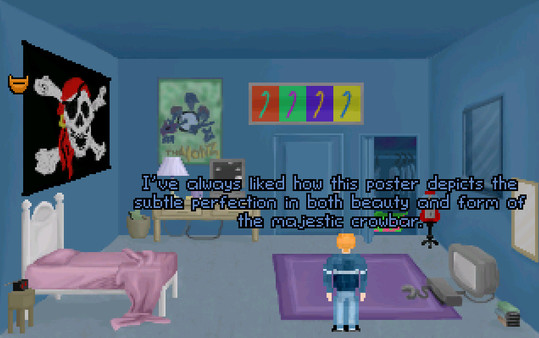 I've always liked how this poster depicts the
subtle perfection in both beauty and form of
the majestic crowbar.